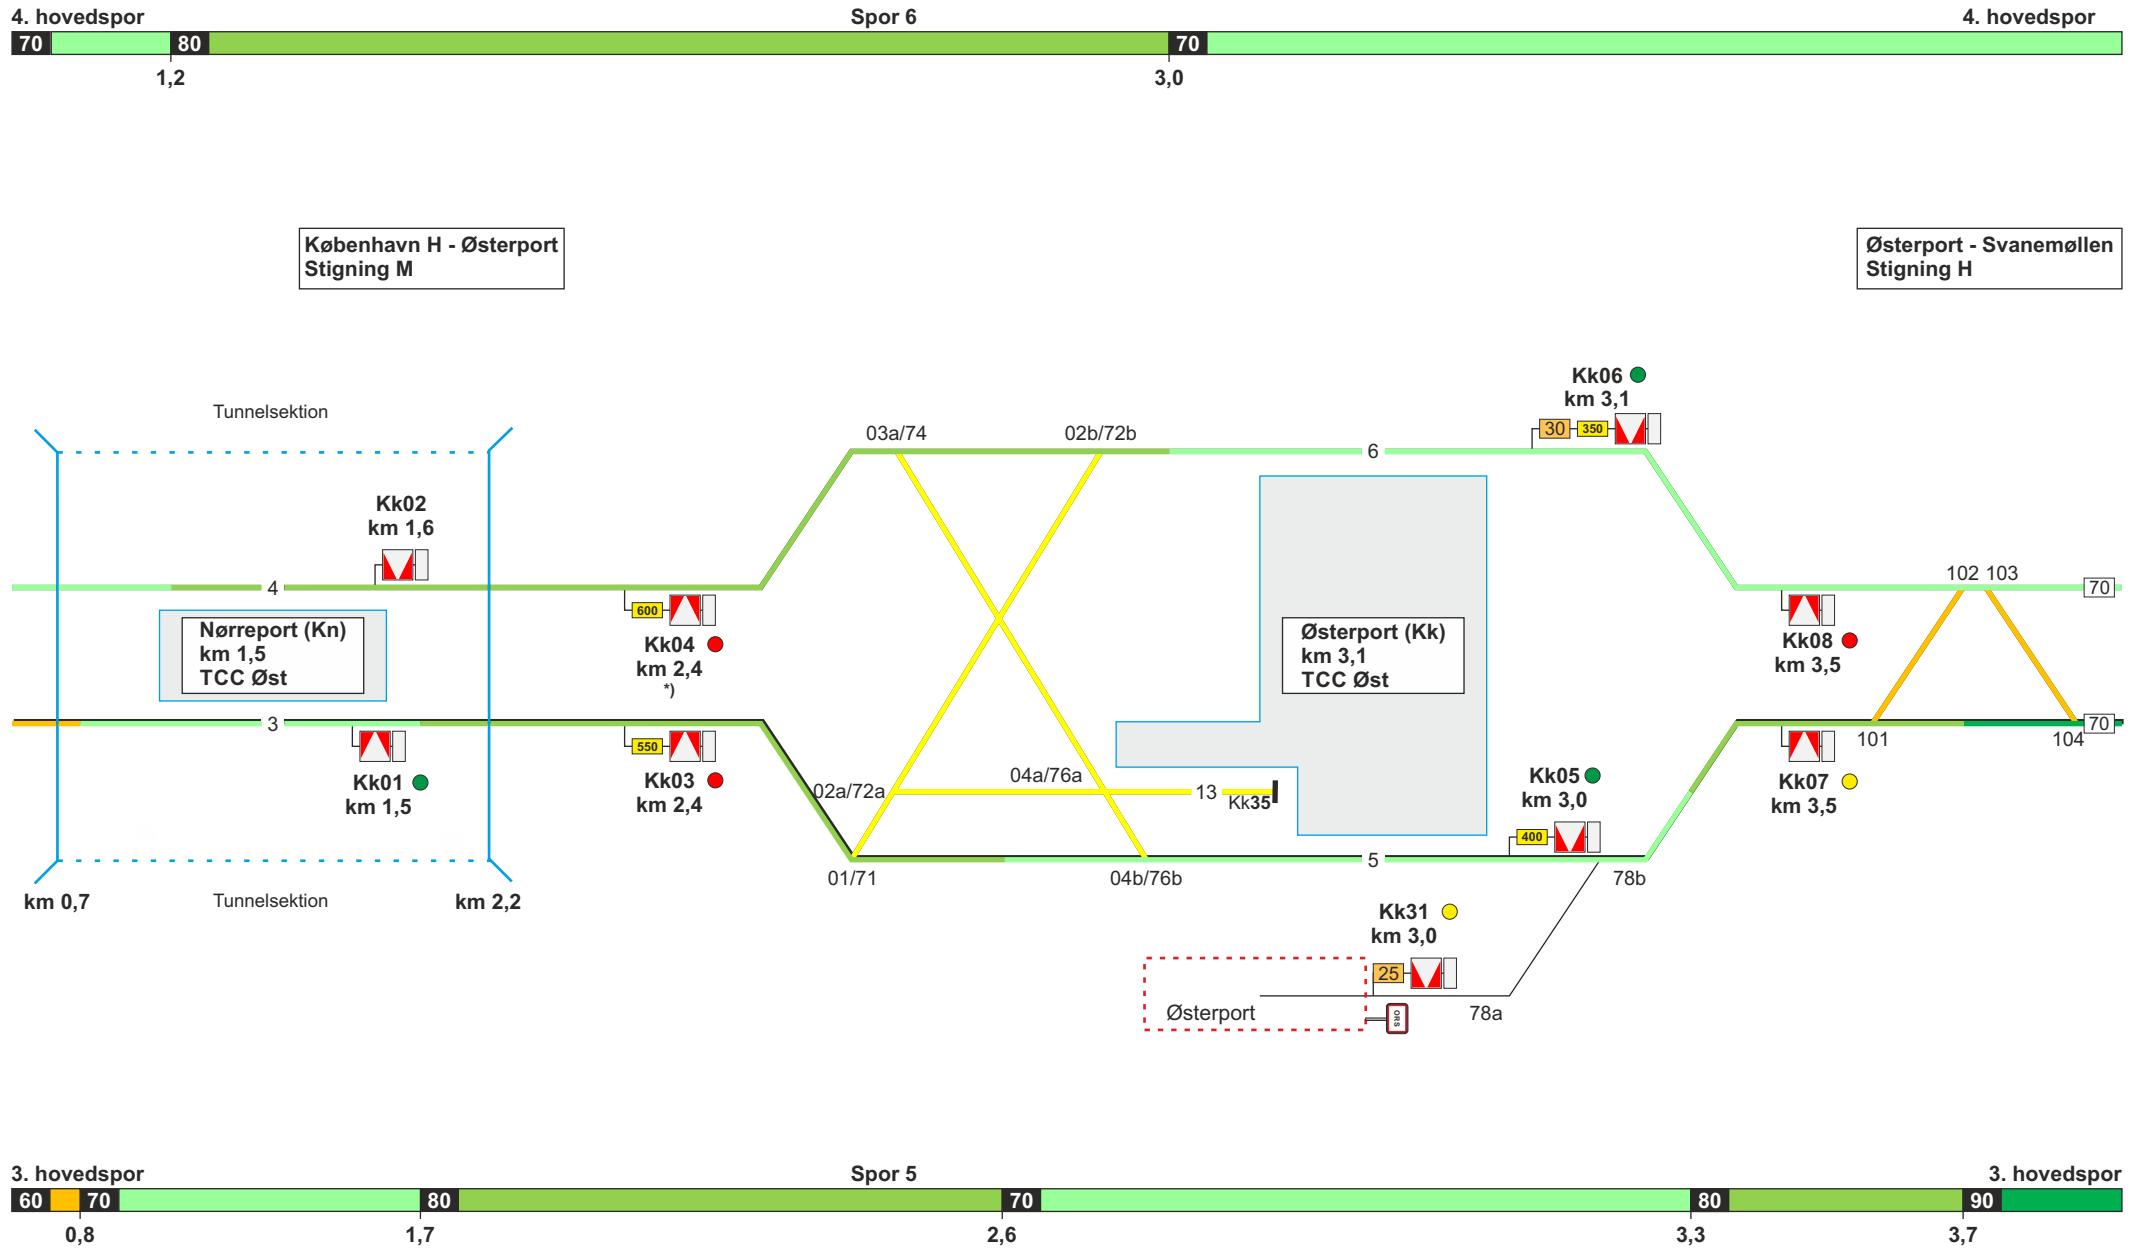 4. hovedspor Spor 6 4. hovedspor
70 80 70
1,2 3,0
København H - Østerport
Stigning M
Østerport - Svanemøllen
Stigning H
Tunnelsektion
Kk06
km 3,1
30 350
03a/74 02b/72b
6
Kk02
km 1,6
4
102 103
70
600
Kk04
km 2,4
*)
Nørreport (Kn)
km 1,5
TCC Øst
Østerport (Kk)
km 3,1
TCC Øst
Kk08
km 3,5
3
70
101 104
550
Kk01
km 1,5
Kk03
km 2,4
02a/72a 04a/76a
13
Kk35
Kk05
km 3,0
400
Kk07
km 3,5
5
01/71 04b/76b 78b
km 0,7 Tunnelsektion km 2,2
Kk31
km 3,0
25
Østerport
ORS
78a
3. hovedspor Spor 5 3. hovedspor
60 70 80 70 80 90
0,8 1,7 2,6 3,3 3,7